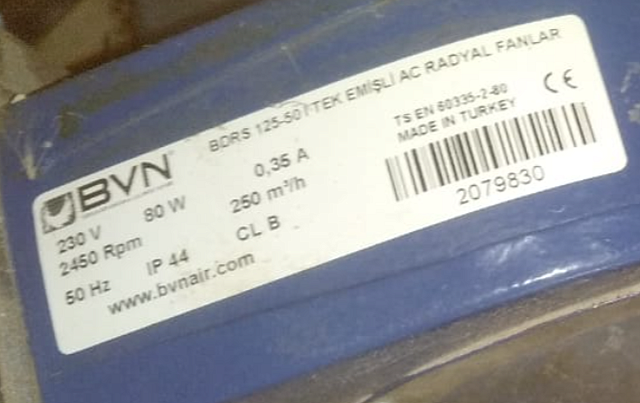 BVN
BDRS 125-50 / TEK EMİŞLİ AC RADYAL FANLAR
230 V 80 W 0,35 A
2450 Rpm 250 m³/h
50 Hz IP 44 CL B
www.bvnair.com
TS EN 60335-2-80
MADE IN TURKEY
CE
2079830